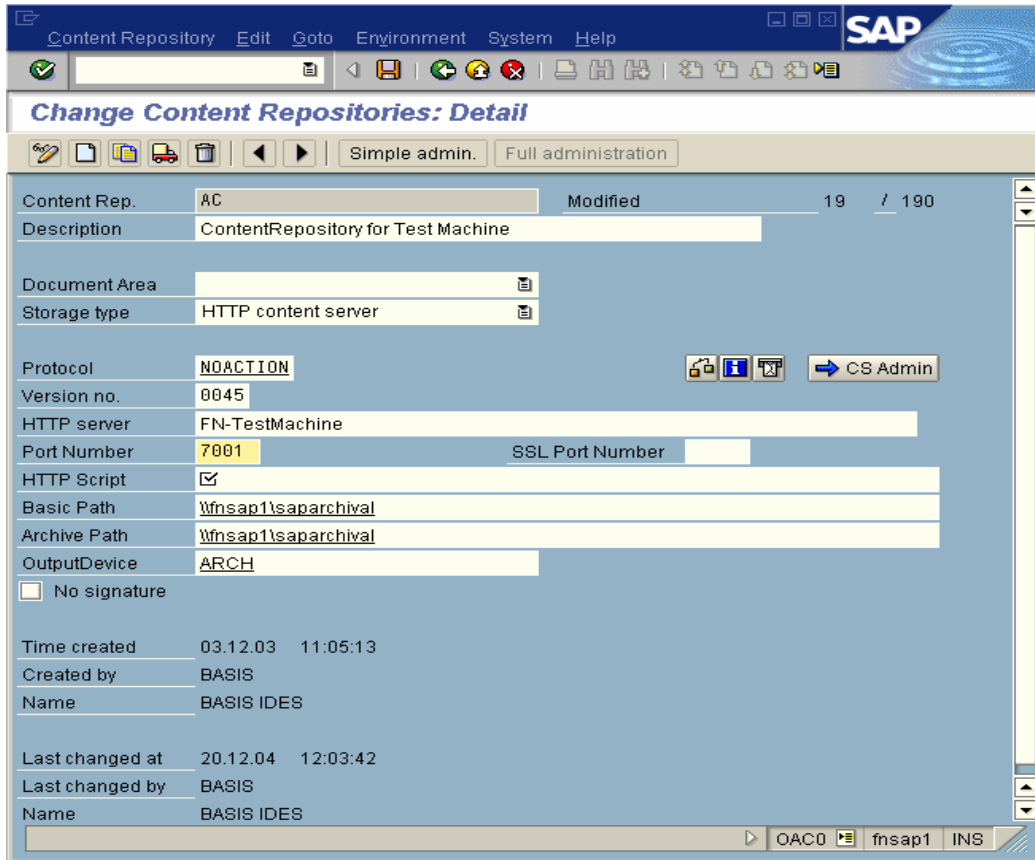 Content Repository Edit Goto Environment System Help
SAP
Change Content Repositories: Detail
Simple admin. Full administration
Content Rep. AC Modified 19 / 190
Description ContentRepository for Test Machine
Document Area
Storage type HTTP content server
Protocol NOACTION CS Admin
Version no. 0045
HTTP server FN-TestMachine
Port Number 7001 SSL Port Number
HTTP Script
Basic Path \\fnsap1\saparchival
Archive Path \\fnsap1\saparchival
OutputDevice ARCH
No signature
Time created 03.12.03 11:05:13
Created by BASIS
Name BASIS IDES
Last changed at 20.12.04 12:03:42
Last changed by BASIS
Name BASIS IDES
OAC0 fnsap1 INS